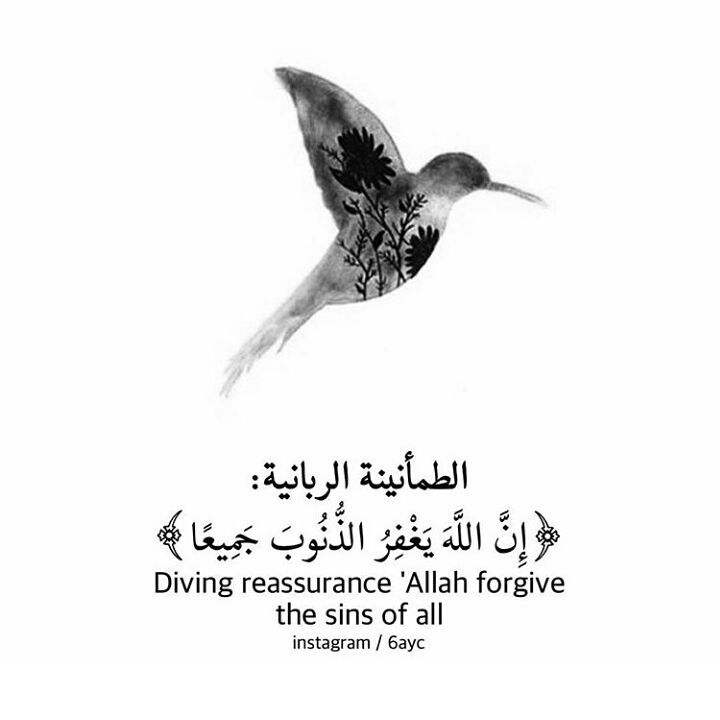 الطمأنينة الربانية:
﴿إِنَّ اللَّهَ يَغْفِرُ الذُّنُوبَ جَمِيعًا﴾
Diving reassurance 'Allah forgive
the sins of all
instagram / 6ayc